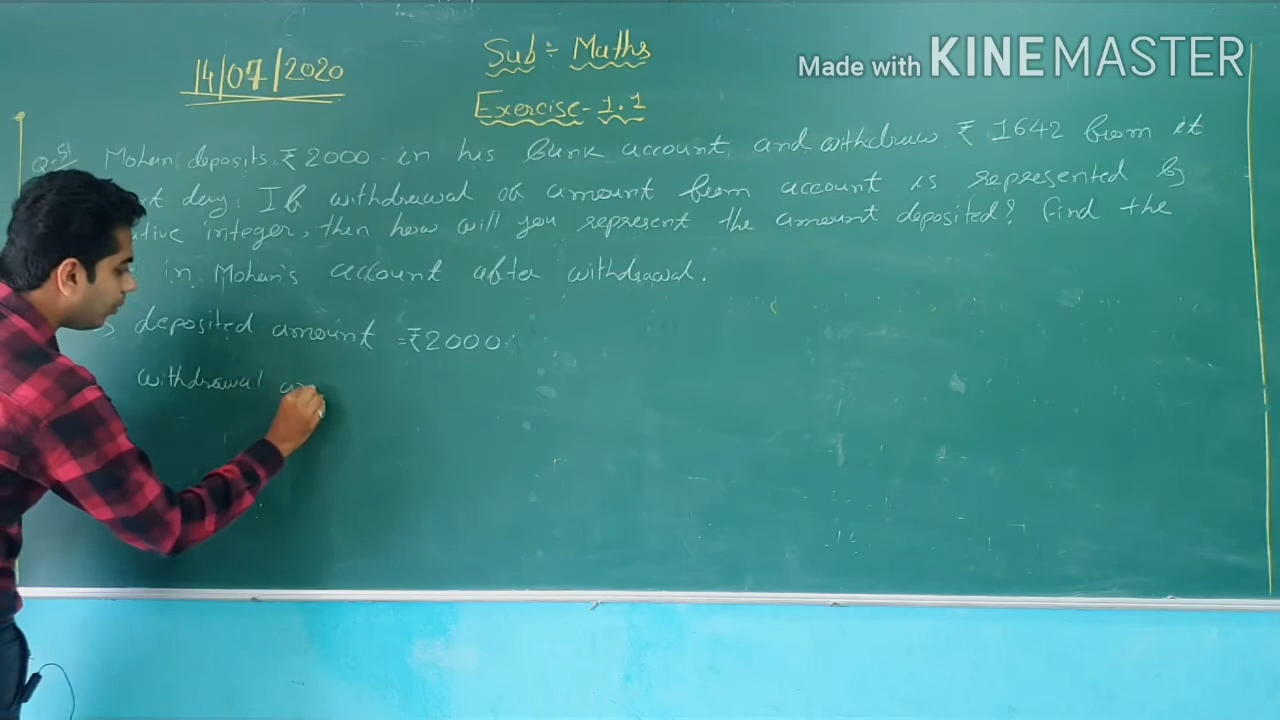 14/07/2020
Sub÷ Maths
Made with KINEMASTER
Exercise-1.1
Q.5) Mohan deposits ₹2000 in his bank account and withdraw ₹ 1642 from it
day. If withdrawal of amount from account is represented by
integer, then how will you represent the amount deposited? Find the
in Mohan's account after withdrawal.
deposited amount =₹2000
withdrawal